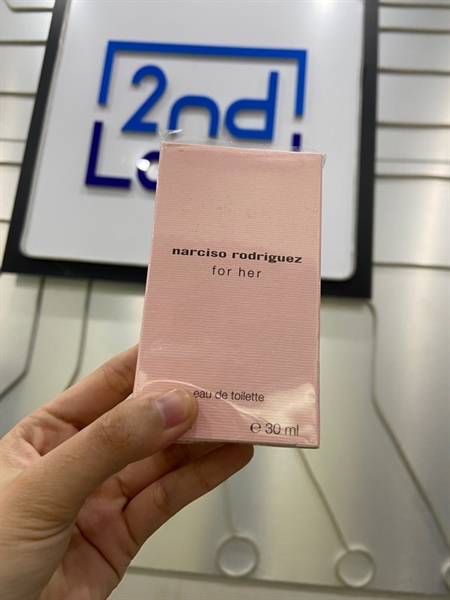 2nd
narciso rodriguez
for her
eau de toilette
℮ 30 ml